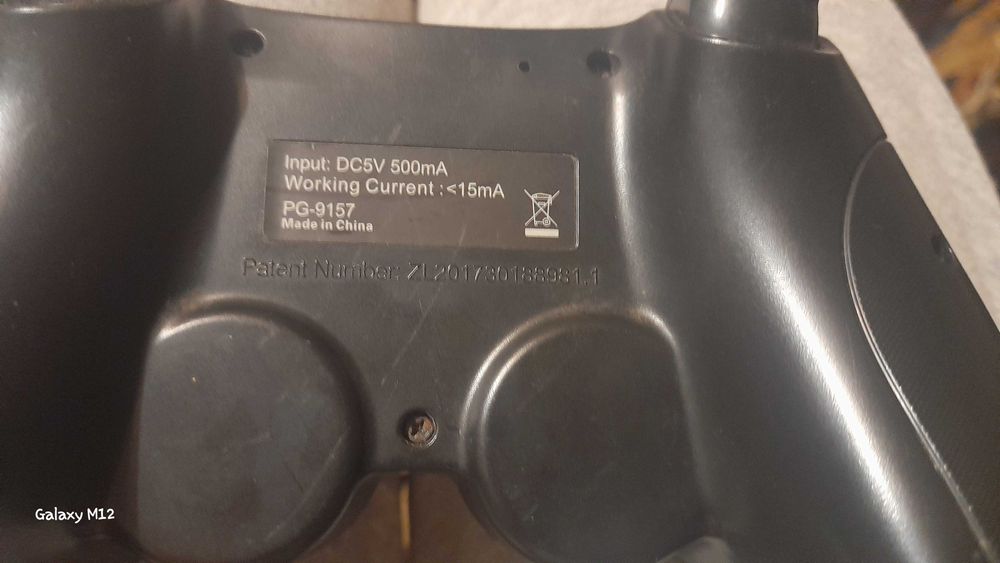 Input: DC5V 500mA
Working Current :<15mA
PG-9157
Made in China
Patent Number: ZL201730188981.1
Galaxy M12